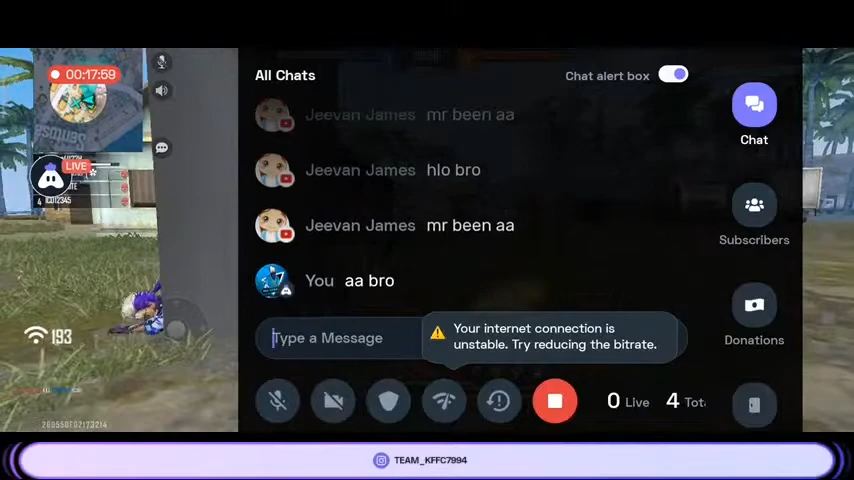 00:17:59
LIVE
193
All Chats
Chat alert box
Jeevan James mr been aa
Jeevan James hlo bro
Jeevan James mr been aa
You aa bro
Type a Message
Your internet connection is
unstable. Try reducing the bitrate.
0 Live 4 Tot
Chat
Subscribers
Donations
TEAM_KFFC7994